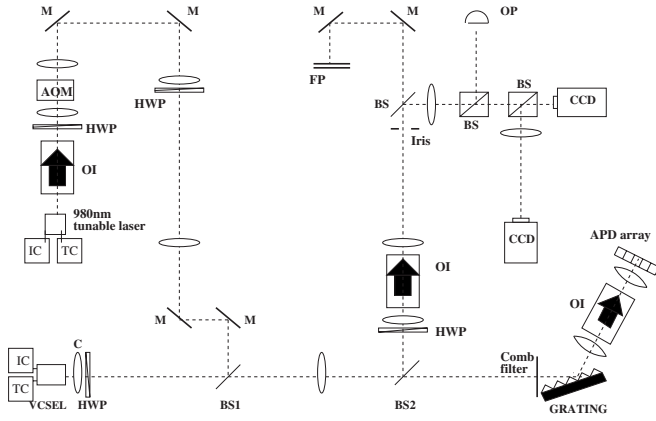 M
M
M
M
OP
FP
AOM
HWP
HWP
BS
BS
BS
CCD
Iris
OI
980nm
tunable laser
IC
TC
CCD
APD array
OI
OI
M
M
HWP
C
IC
TC
VCSEL
HWP
BS1
BS2
Comb
filter
GRATING